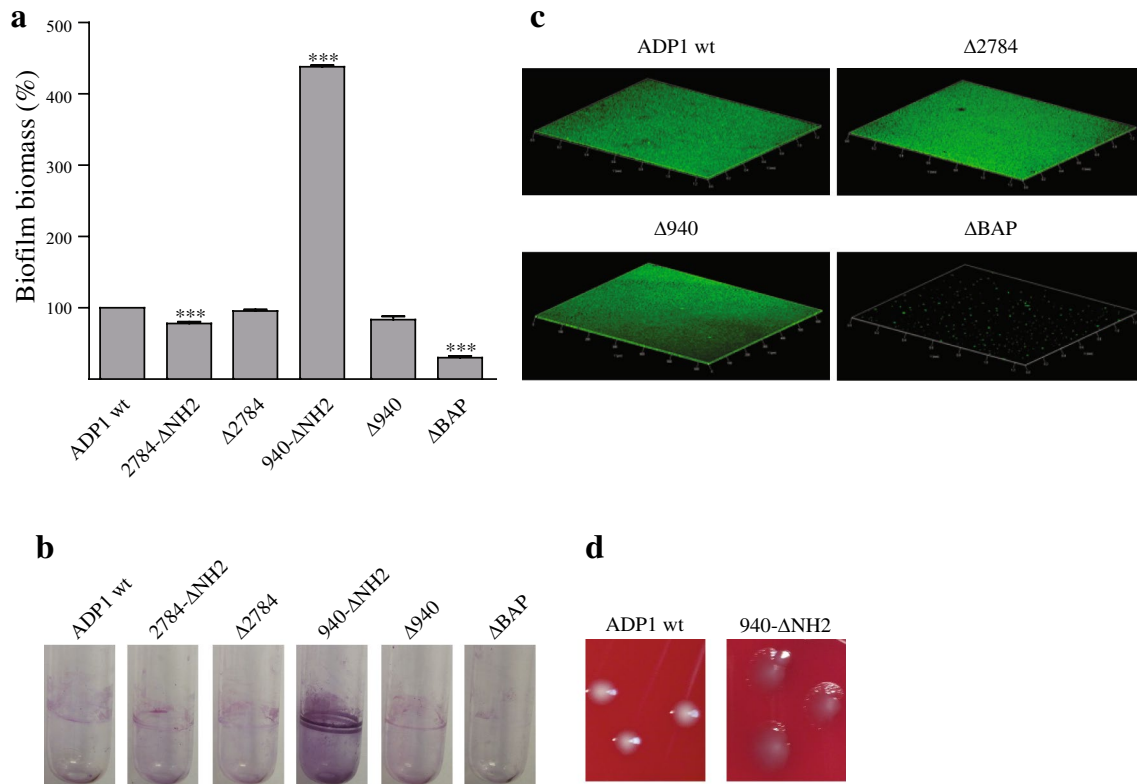 a
500
400
300
200
100
Biofilm biomass (%)
***
***
***
ADP1 wt
2784-ΔNH2
Δ2784
940-ΔNH2
Δ940
ΔBAP
c
ADP1 wt
Δ2784
Δ940
ΔBAP
b
ADP1 wt
2784-ΔNH2
Δ2784
940-ΔNH2
Δ940
ΔBAP
d
ADP1 wt
940-ΔNH2